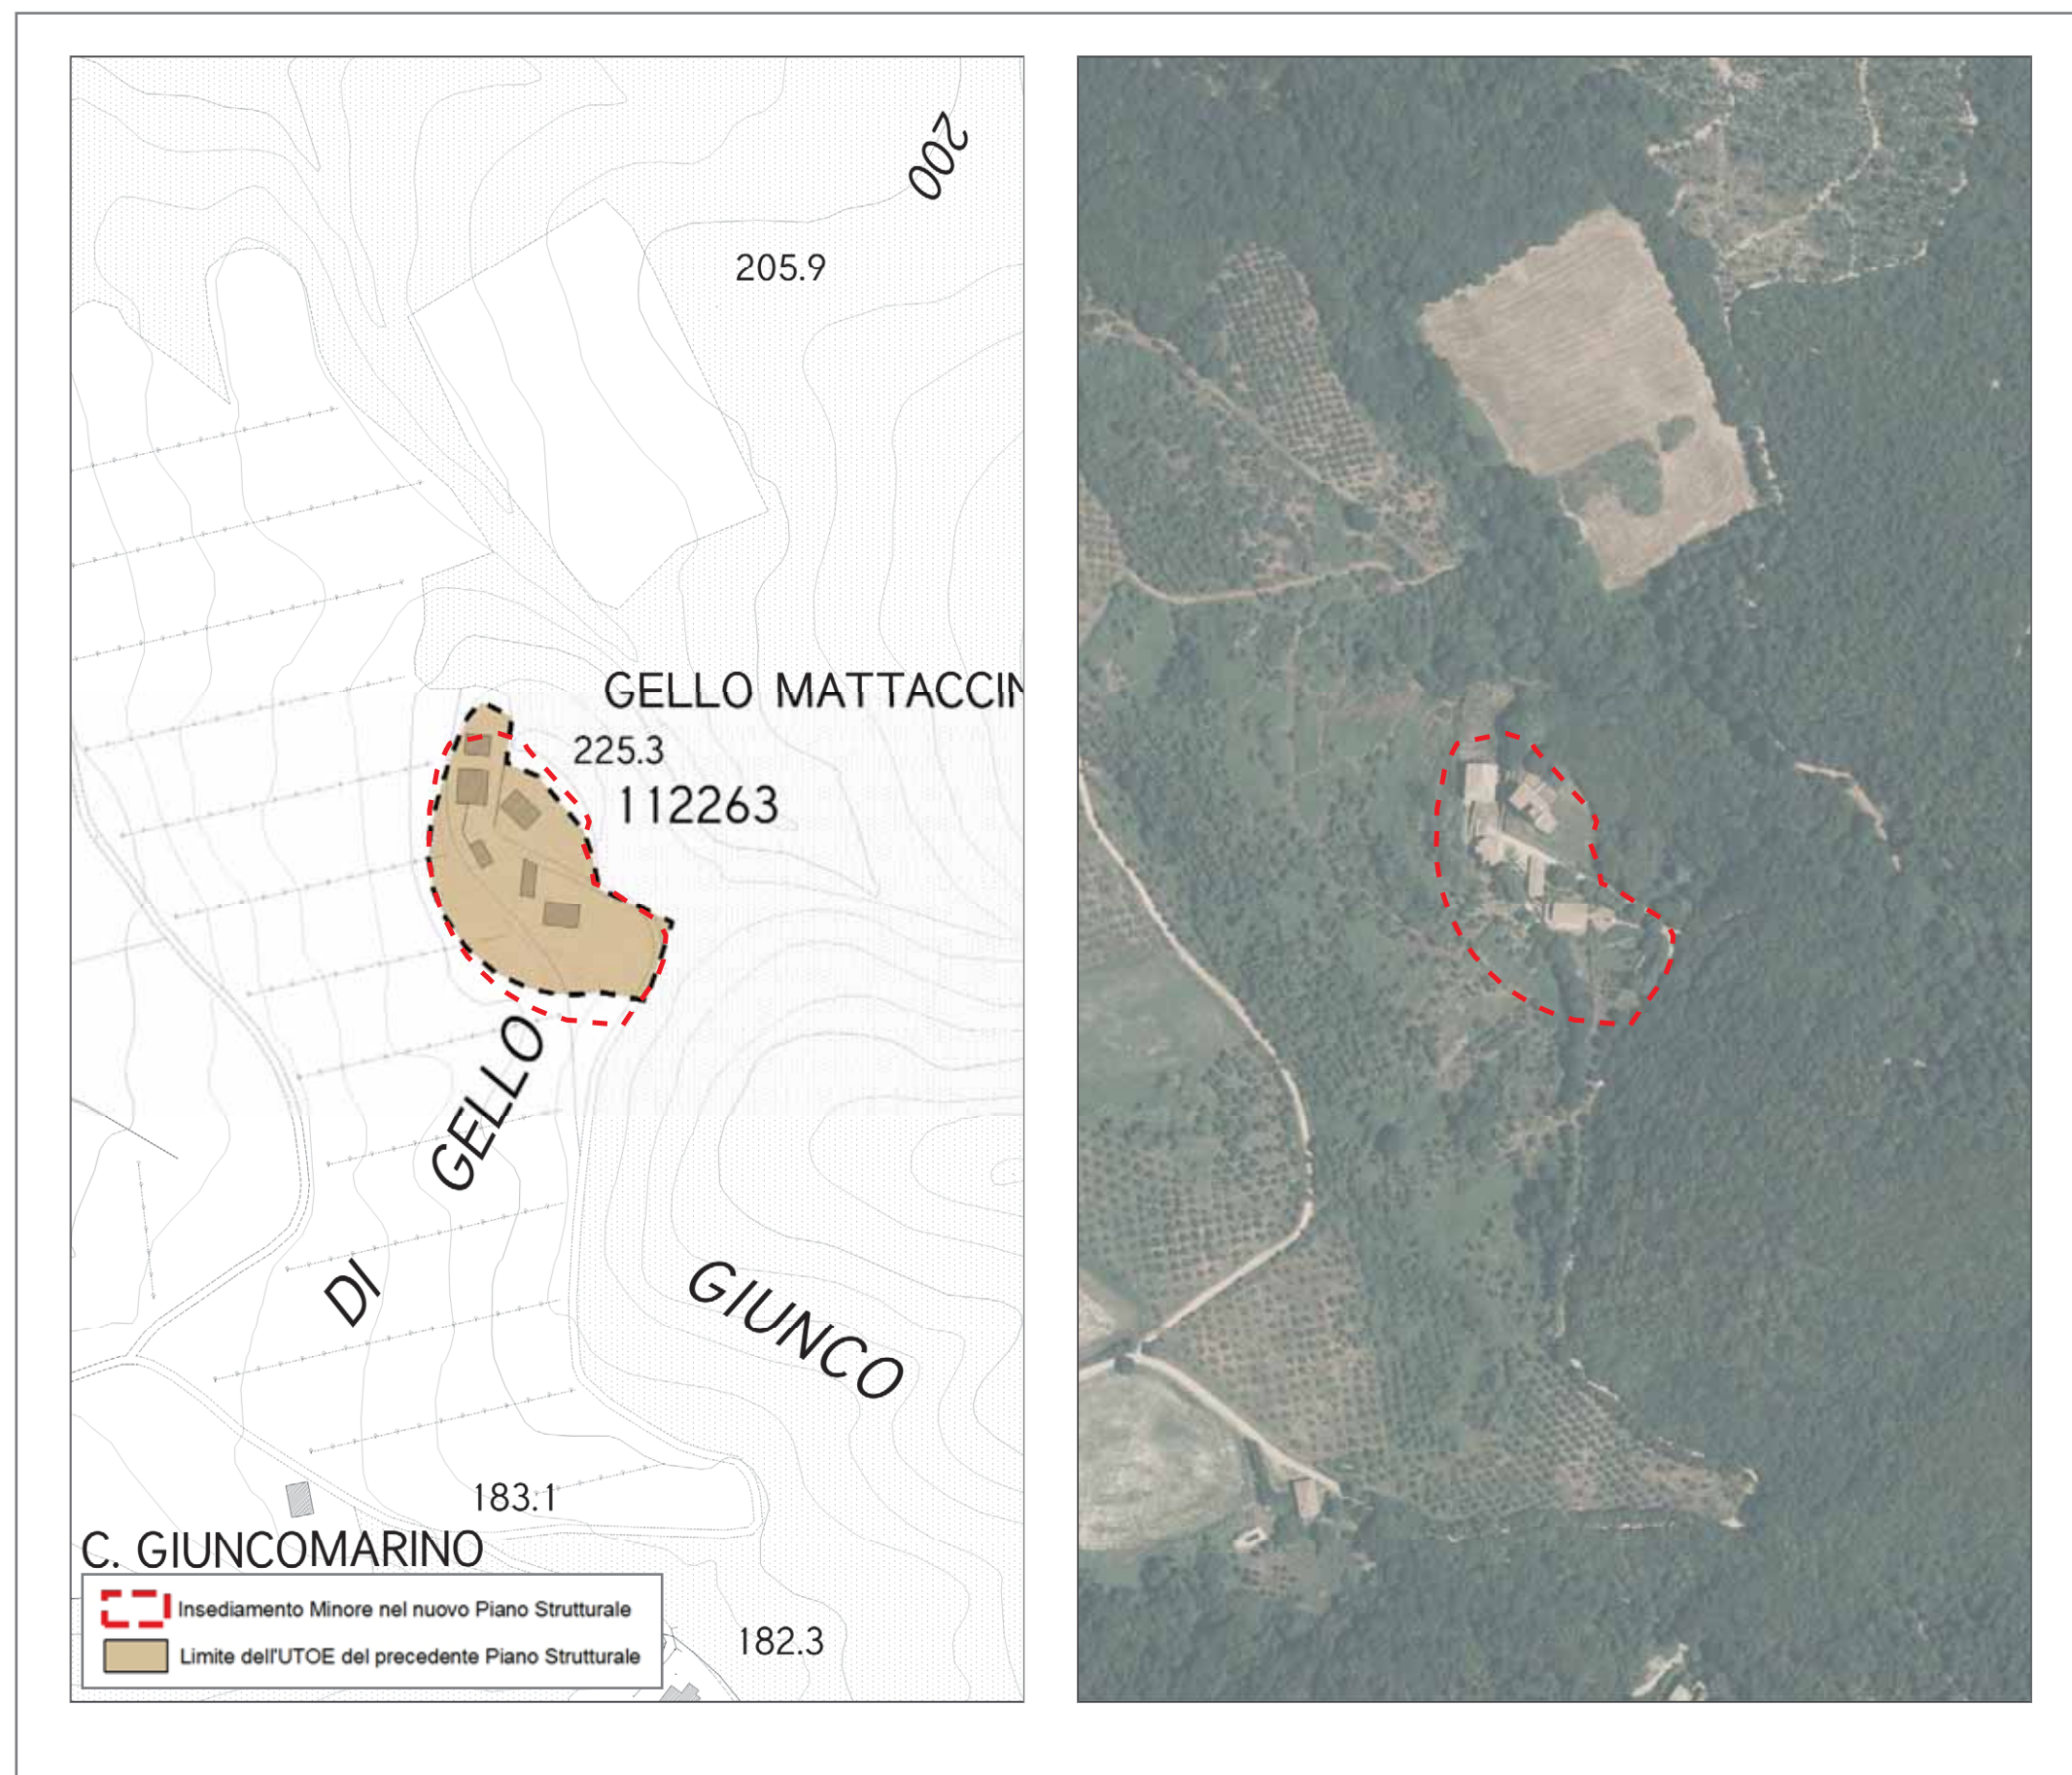 200
205.9
GELLO MATTACCIN
225.3
112263
GELLO
DI
GIUNCO
183.1
C. GIUNCOMARINO
Insediamento Minore nel nuovo Piano Strutturale
Limite dell'UTOE del precedente Piano Strutturale
182.3